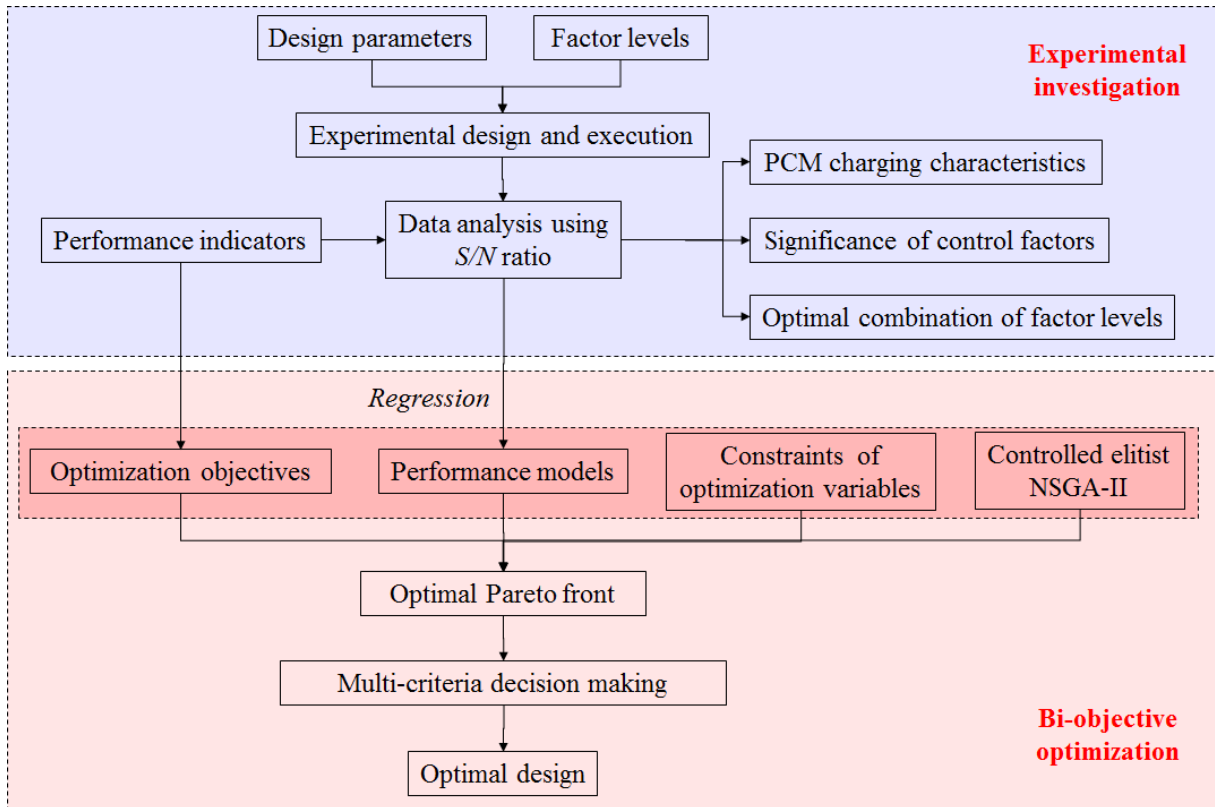 Design parameters
Factor levels
Experimental
investigation
Experimental design and execution
PCM charging characteristics
Performance indicators
Data analysis using
S/N ratio
Significance of control factors
Optimal combination of factor levels
Regression
Optimization objectives
Performance models
Constraints of
optimization variables
Controlled elitist
NSGA-II
Optimal Pareto front
Multi-criteria decision making
Bi-objective
optimization
Optimal design